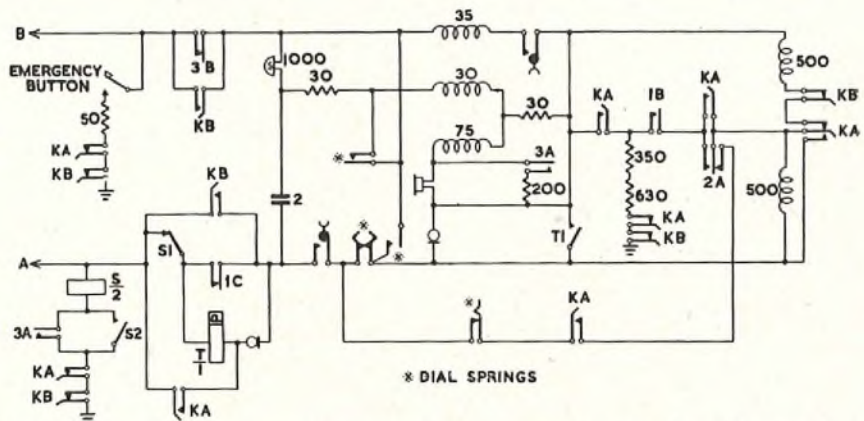 B
EMERGENCY
BUTTON
50
KA
KB
3B
KB
1000
30
35
30
75
30
3A
200
KA
1B
KA
500
KB
KA
350
630
KA
KB
2A
500
※
2
※
※
T1
KB
A
S1
1C
S/2
3A
S2
T/1
R
KA
KB
KA
※
KA
※ DIAL SPRINGS